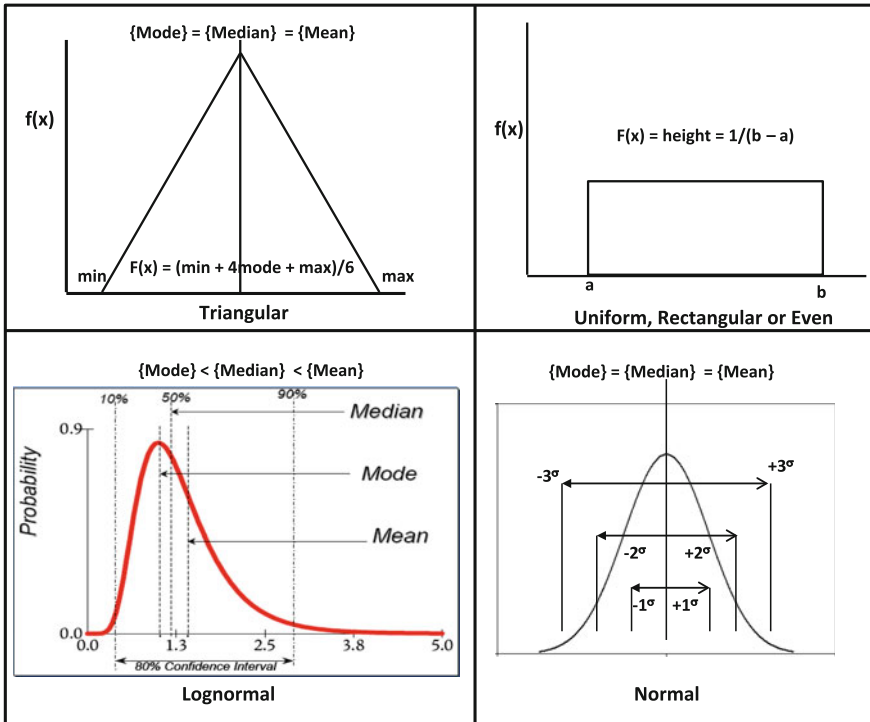 {Mode} = {Median} = {Mean}
f(x)
min
F(x) = (min + 4mode + max)/6
max
Triangular
f(x)
F(x) = height = 1/(b – a)
a
b
Uniform, Rectangular or Even
{Mode} < {Median} < {Mean}
10%
50%
90%
Median
0.9
Probability
Mode
Mean
0.0
0.0
1.3
2.5
3.8
5.0
80% Confidence Interval
Lognormal
{Mode} = {Median} = {Mean}
-3σ
+3σ
-2σ
+2σ
-1σ
+1σ
Normal